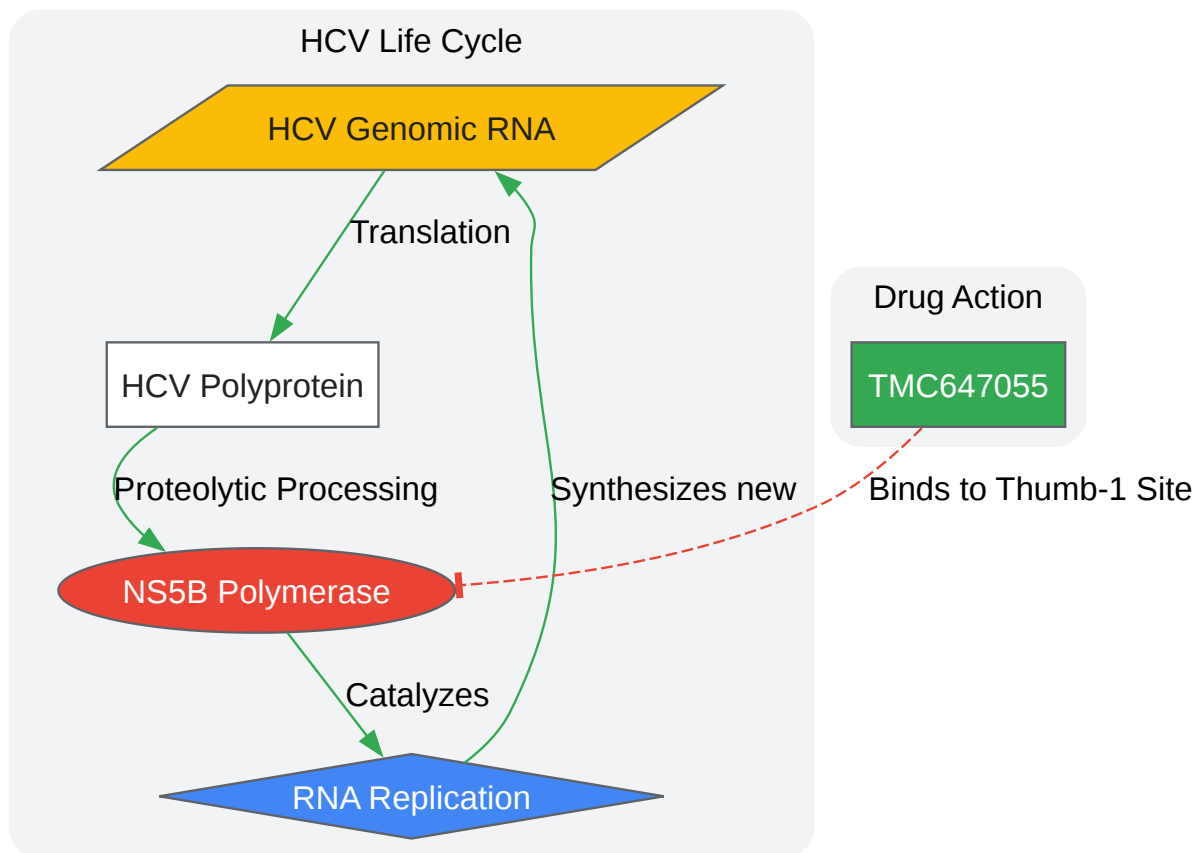 HCV Life Cycle
HCV Genomic RNA
Translation
Drug Action
HCV Polyprotein
TMC647055
Proteolytic Processing
Synthesizes new
Binds to Thumb-1 Site
NS5B Polymerase
Catalyzes
RNA Replication